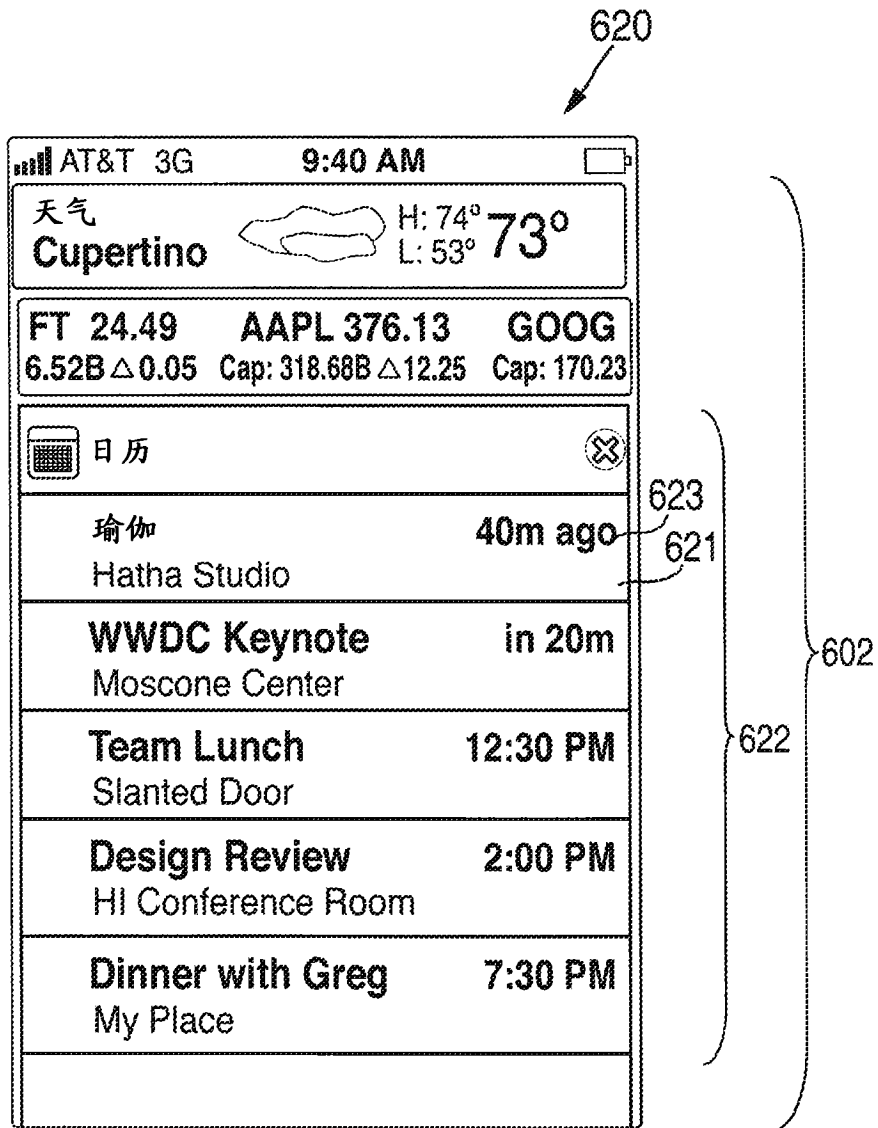 620
AT&T 3G 9:40 AM
天气
Cupertino
H: 74° 73°
L: 53°
FT 24.49 AAPL 376.13 GOOG
6.52B △0.05 Cap: 318.68B △12.25 Cap: 170.23
日历
瑜伽 40m ago
Hatha Studio
623
621
WWDC Keynote in 20m
Moscone Center
602
Team Lunch 12:30 PM
Slanted Door
622
Design Review 2:00 PM
HI Conference Room
Dinner with Greg 7:30 PM
My Place